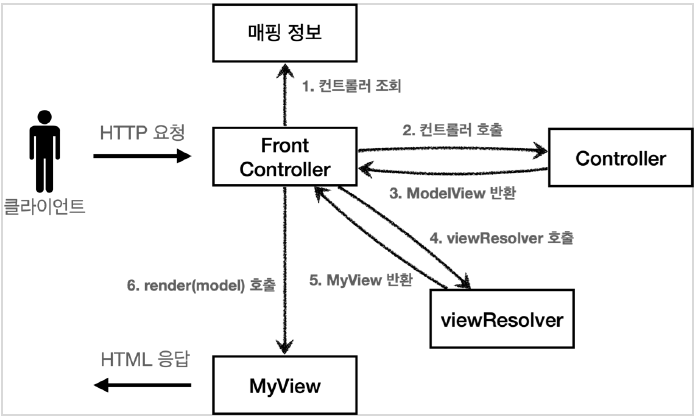 매핑 정보
1. 컨트롤러 조회
HTTP 요청
Front
Controller
2. 컨트롤러 호출
Controller
3. ModelView 반환
클라이언트
4. viewResolver 호출
5. MyView 반환
6. render(model) 호출
viewResolver
HTML 응답
MyView